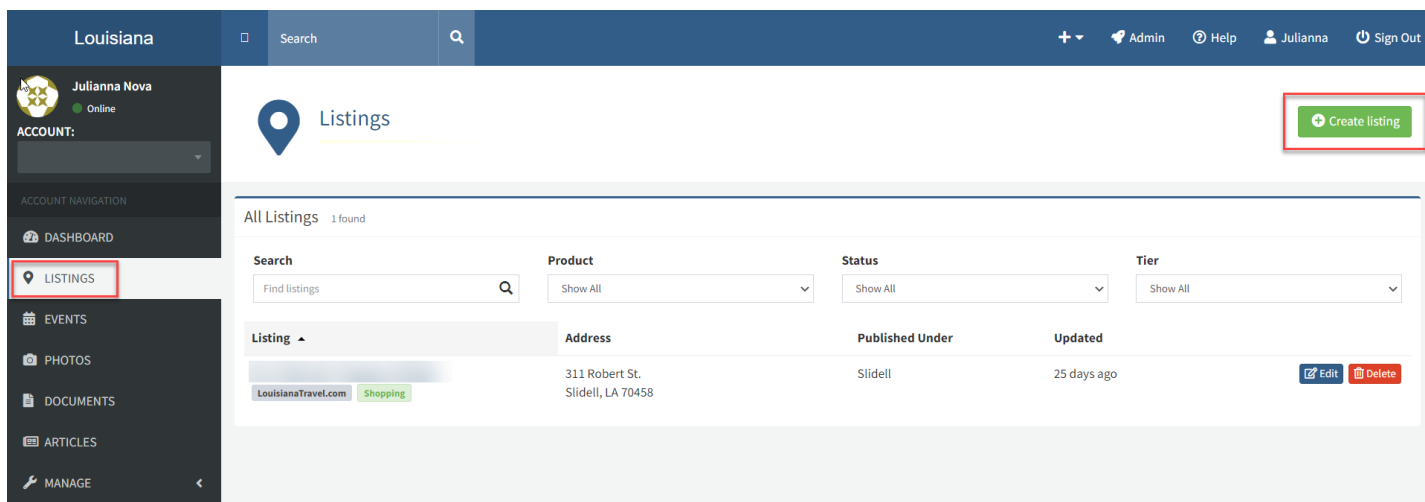 Louisiana
Search
Admin
Help
Julianna
Sign Out
Julianna Nova
Online
ACCOUNT:
ACCOUNT NAVIGATION
DASHBOARD
LISTINGS
EVENTS
PHOTOS
DOCUMENTS
ARTICLES
MANAGE
Listings
Create listing
All Listings 1 found
Search Product Status Tier
Find listings Show All Show All Show All
Listing Address Published Under Updated
311 Robert St. Slidell 25 days ago Edit Delete
LouisianaTravel.com Shopping Slidell, LA 70458